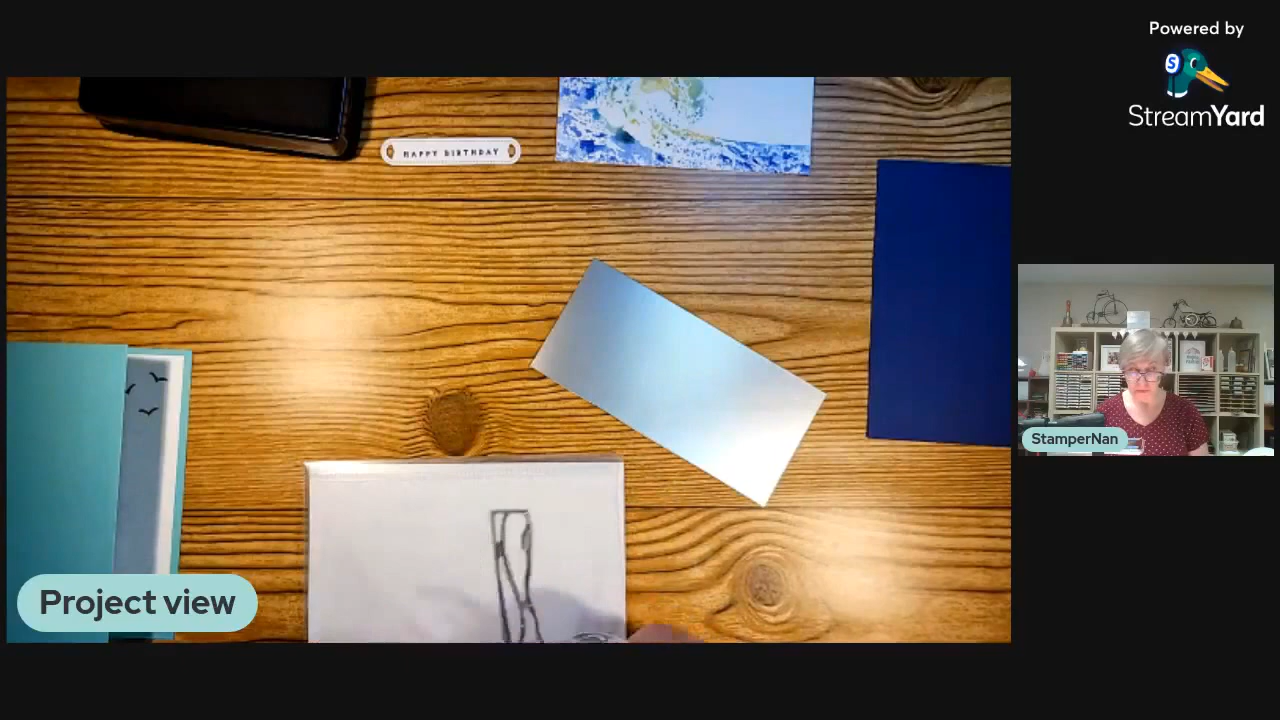 Powered by
StreamYard
HAPPY BIRTHDAY
StamperNan
Project view